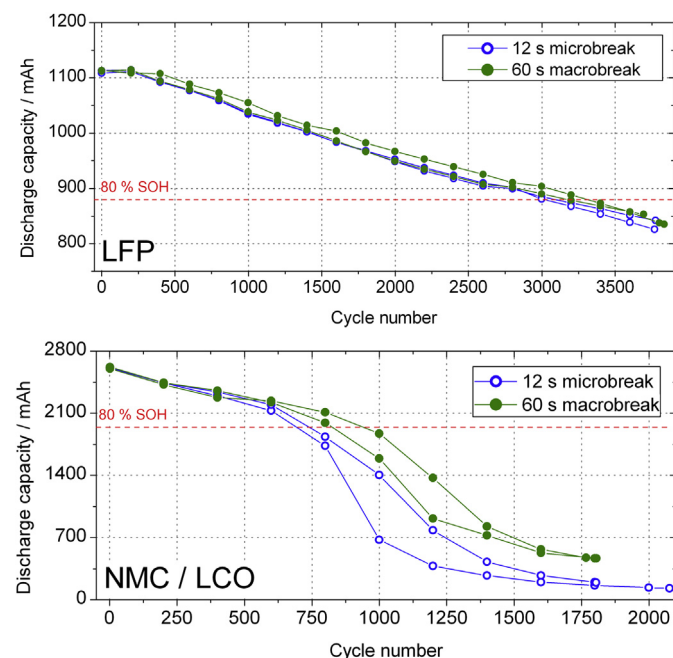 1200
1100
1000
900
800
Discharge capacity / mAh
12 s microbreak
60 s macrobreak
80 % SOH
LFP
0 500 1000 1500 2000 2500 3000 3500
Cycle number
2800
2100
1400
700
0
Discharge capacity / mAh
12 s microbreak
60 s macrobreak
80 % SOH
NMC / LCO
0 250 500 750 1000 1250 1500 1750 2000
Cycle number